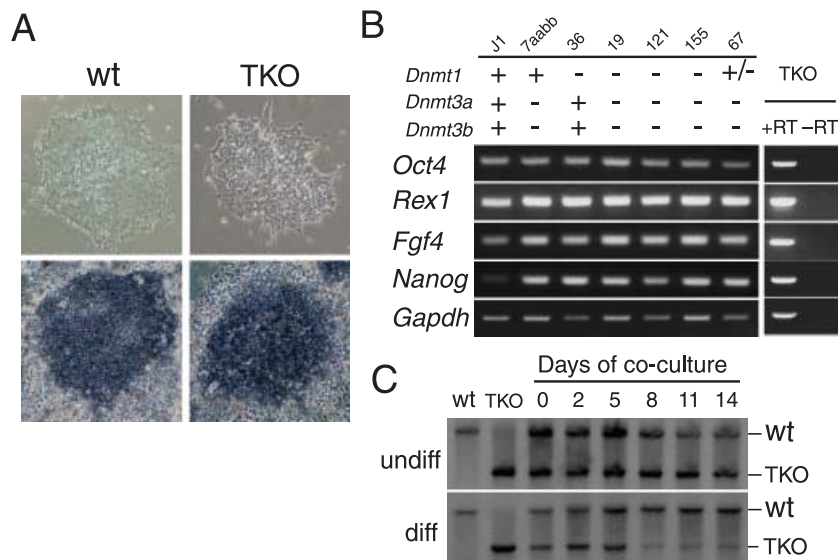 A
wt TKO
B
J1 7aabb 36 19 121 155 67
Dnmt1 + + - - - - +/-
Dnmt3a + - + - - - -
Dnmt3b + - + - - - -
TKO
+RT −RT
Oct4
Rex1
Fgf4
Nanog
Gapdh
C
Days of co-culture
wt TKO 0 2 5 8 11 14
undiff
wt
TKO
diff
wt
TKO